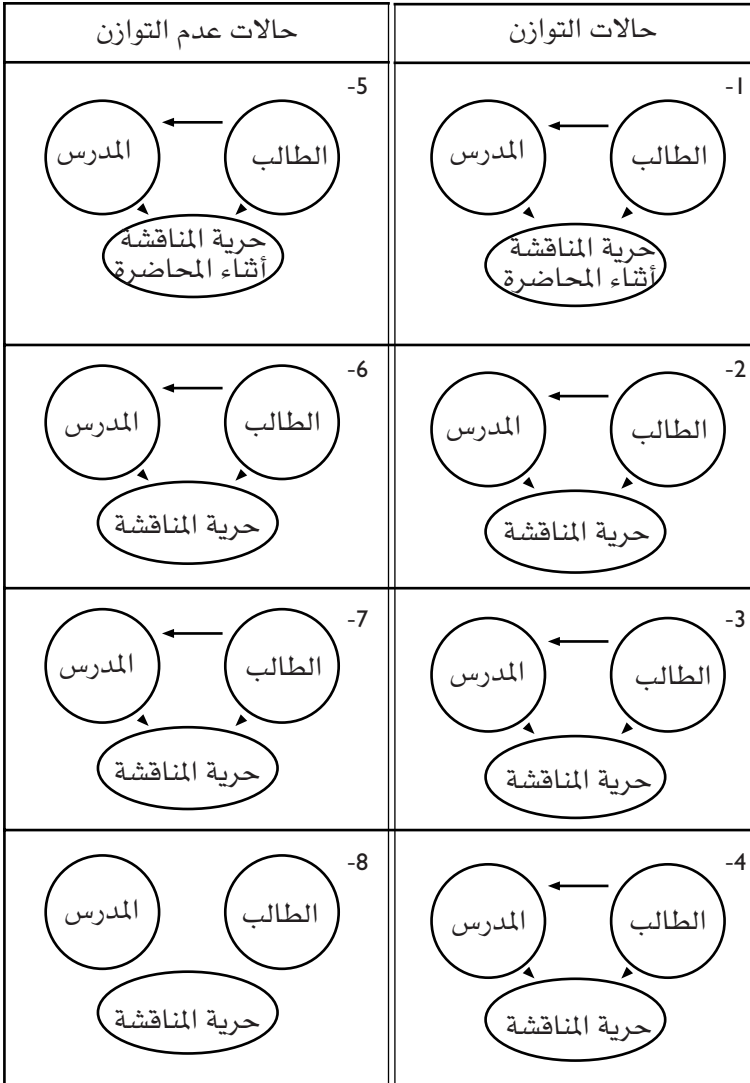 حالات التوازن
حالات عدم التوازن
1-
الطالب
المدرس
حرية المناقشة
أثناء المحاضرة
5-
الطالب
المدرس
حرية المناقشة
أثناء المحاضرة
2-
الطالب
المدرس
حرية المناقشة
6-
الطالب
المدرس
حرية المناقشة
3-
الطالب
المدرس
حرية المناقشة
7-
الطالب
المدرس
حرية المناقشة
4-
الطالب
المدرس
حرية المناقشة
8-
الطالب
المدرس
حرية المناقشة